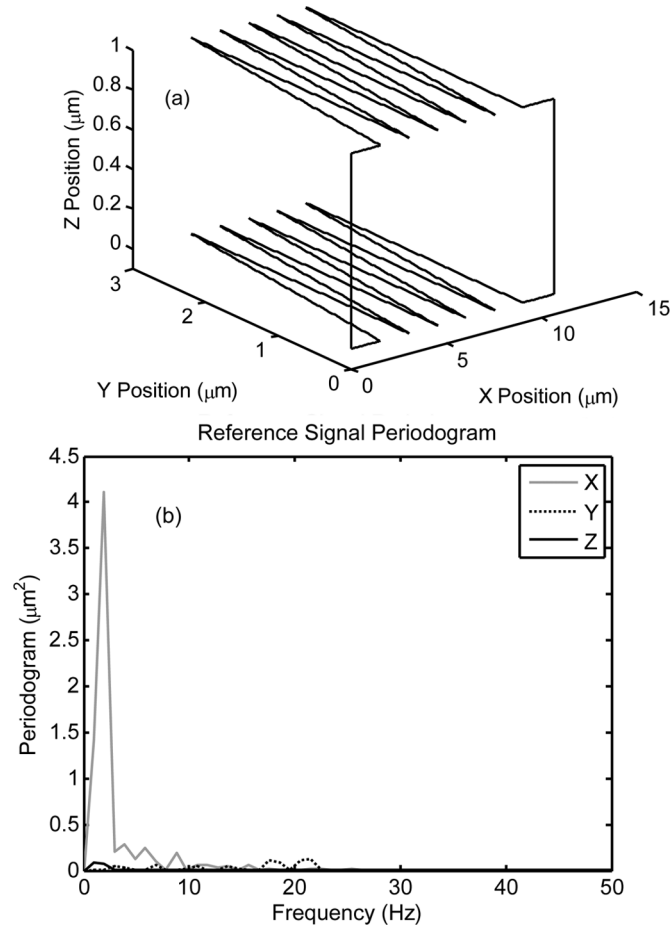 1
0.8
0.6
0.4
0.2
0
Z Position (μm)
(a)
3
2
1
0
Y Position (μm)
0
5
10
15
X Position (μm)
Reference Signal Periodogram
4.5
4
3.5
3
2.5
2
1.5
1
0.5
0
Periodogram (μm²)
(b)
X
Y
Z
0 10 20 30 40 50
Frequency (Hz)